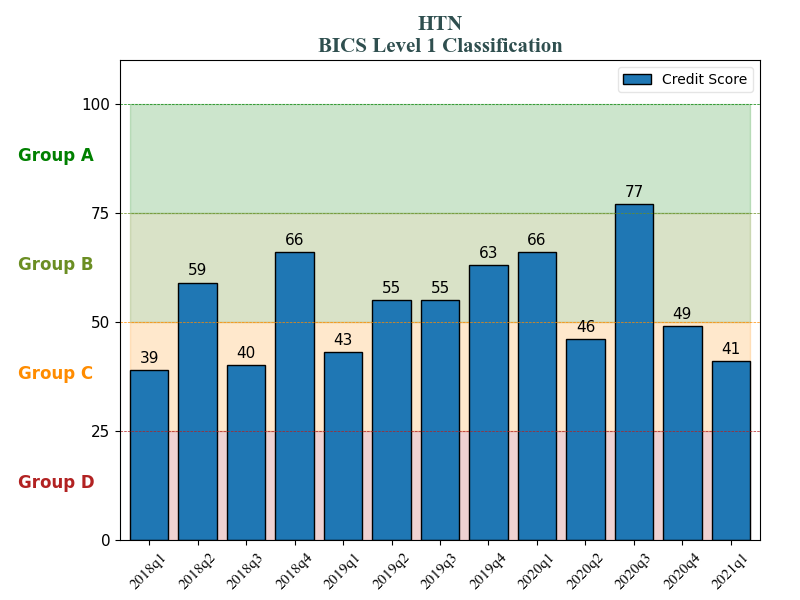 HTN
BICS Level 1 Classification
Credit Score
100
75
50
25
0
Group A
Group B
Group C
Group D
39
59
40
66
43
55
55
63
66
46
77
49
41
2018q1
2018q2
2018q3
2018q4
2019q1
2019q2
2019q3
2019q4
2020q1
2020q2
2020q3
2020q4
2021q1